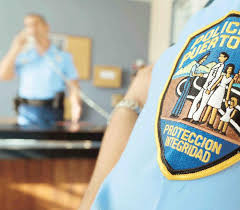 POLICIA
PUERTO
PROTECCION
INTEGRIDAD